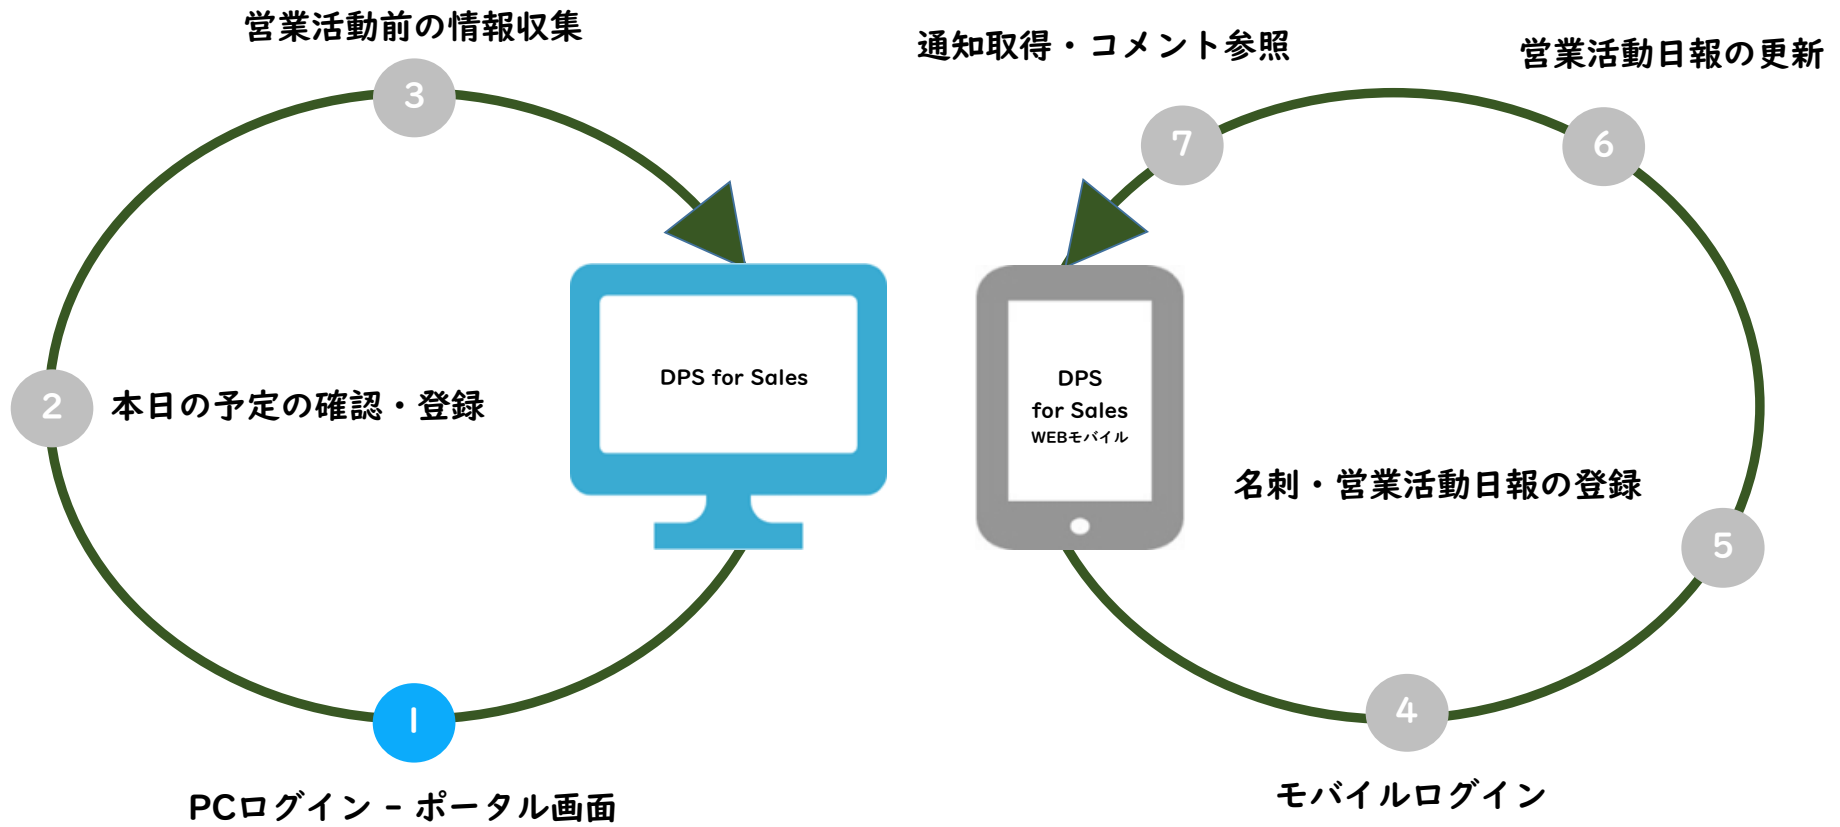 営業活動前の情報収集
通知取得・コメント参照
営業活動日報の更新
3
7
6
DPS for Sales
DPS
for Sales
WEBモバイル
2
本日の予定の確認・登録
名刺・営業活動日報の登録
5
1
4
PCログイン - ポータル画面
モバイルログイン